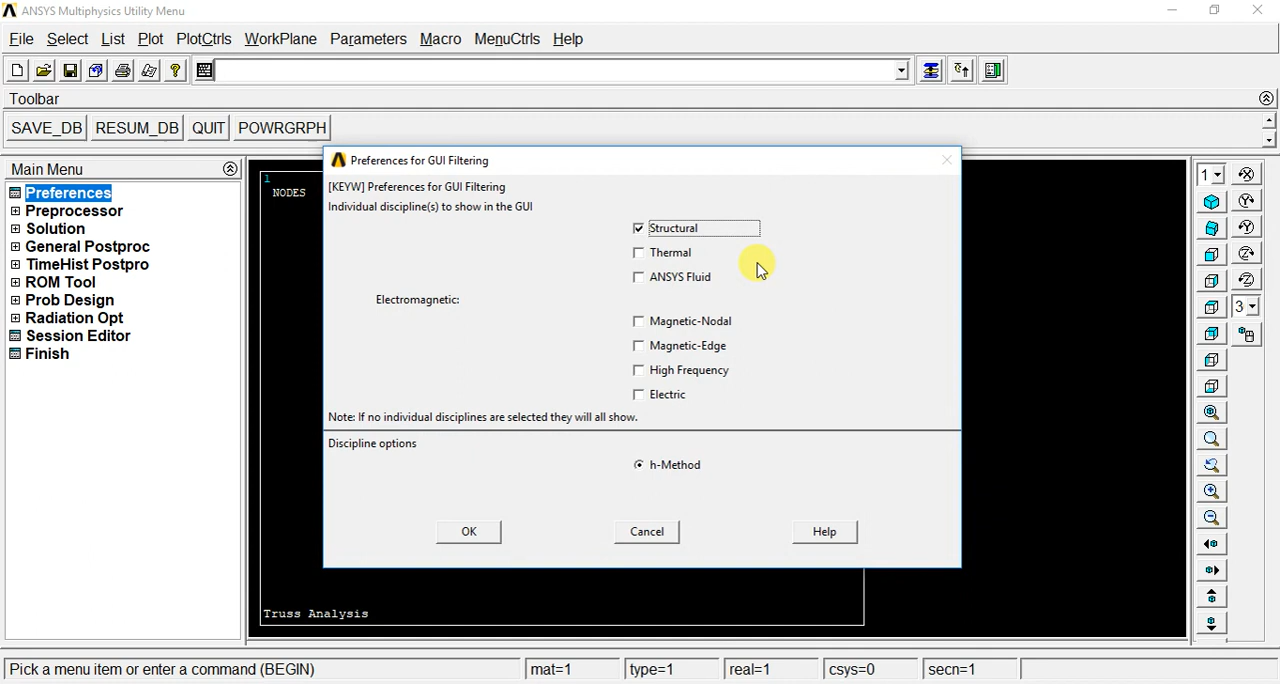 ANSYS Multiphysics Utility Menu
File Select List Plot PlotCtrls WorkPlane Parameters Macro MenuCtrls Help
Toolbar
SAVE_DB RESUM_DB QUIT POWRGRPH
Main Menu
Preferences
Preprocessor
Solution
General Postproc
TimeHist Postpro
ROM Tool
Prob Design
Radiation Opt
Session Editor
Finish
1
NODES
Truss Analysis
Preferences for GUI Filtering
[KEYW] Preferences for GUI Filtering
Individual discipline(s) to show in the GUI
Structural
Thermal
ANSYS Fluid
Electromagnetic:
Magnetic-Nodal
Magnetic-Edge
High Frequency
Electric
Note: If no individual disciplines are selected they will all show.
Discipline options
h-Method
OK Cancel Help
1
3
Pick a menu item or enter a command (BEGIN) mat=1 type=1 real=1 csys=0 secn=1